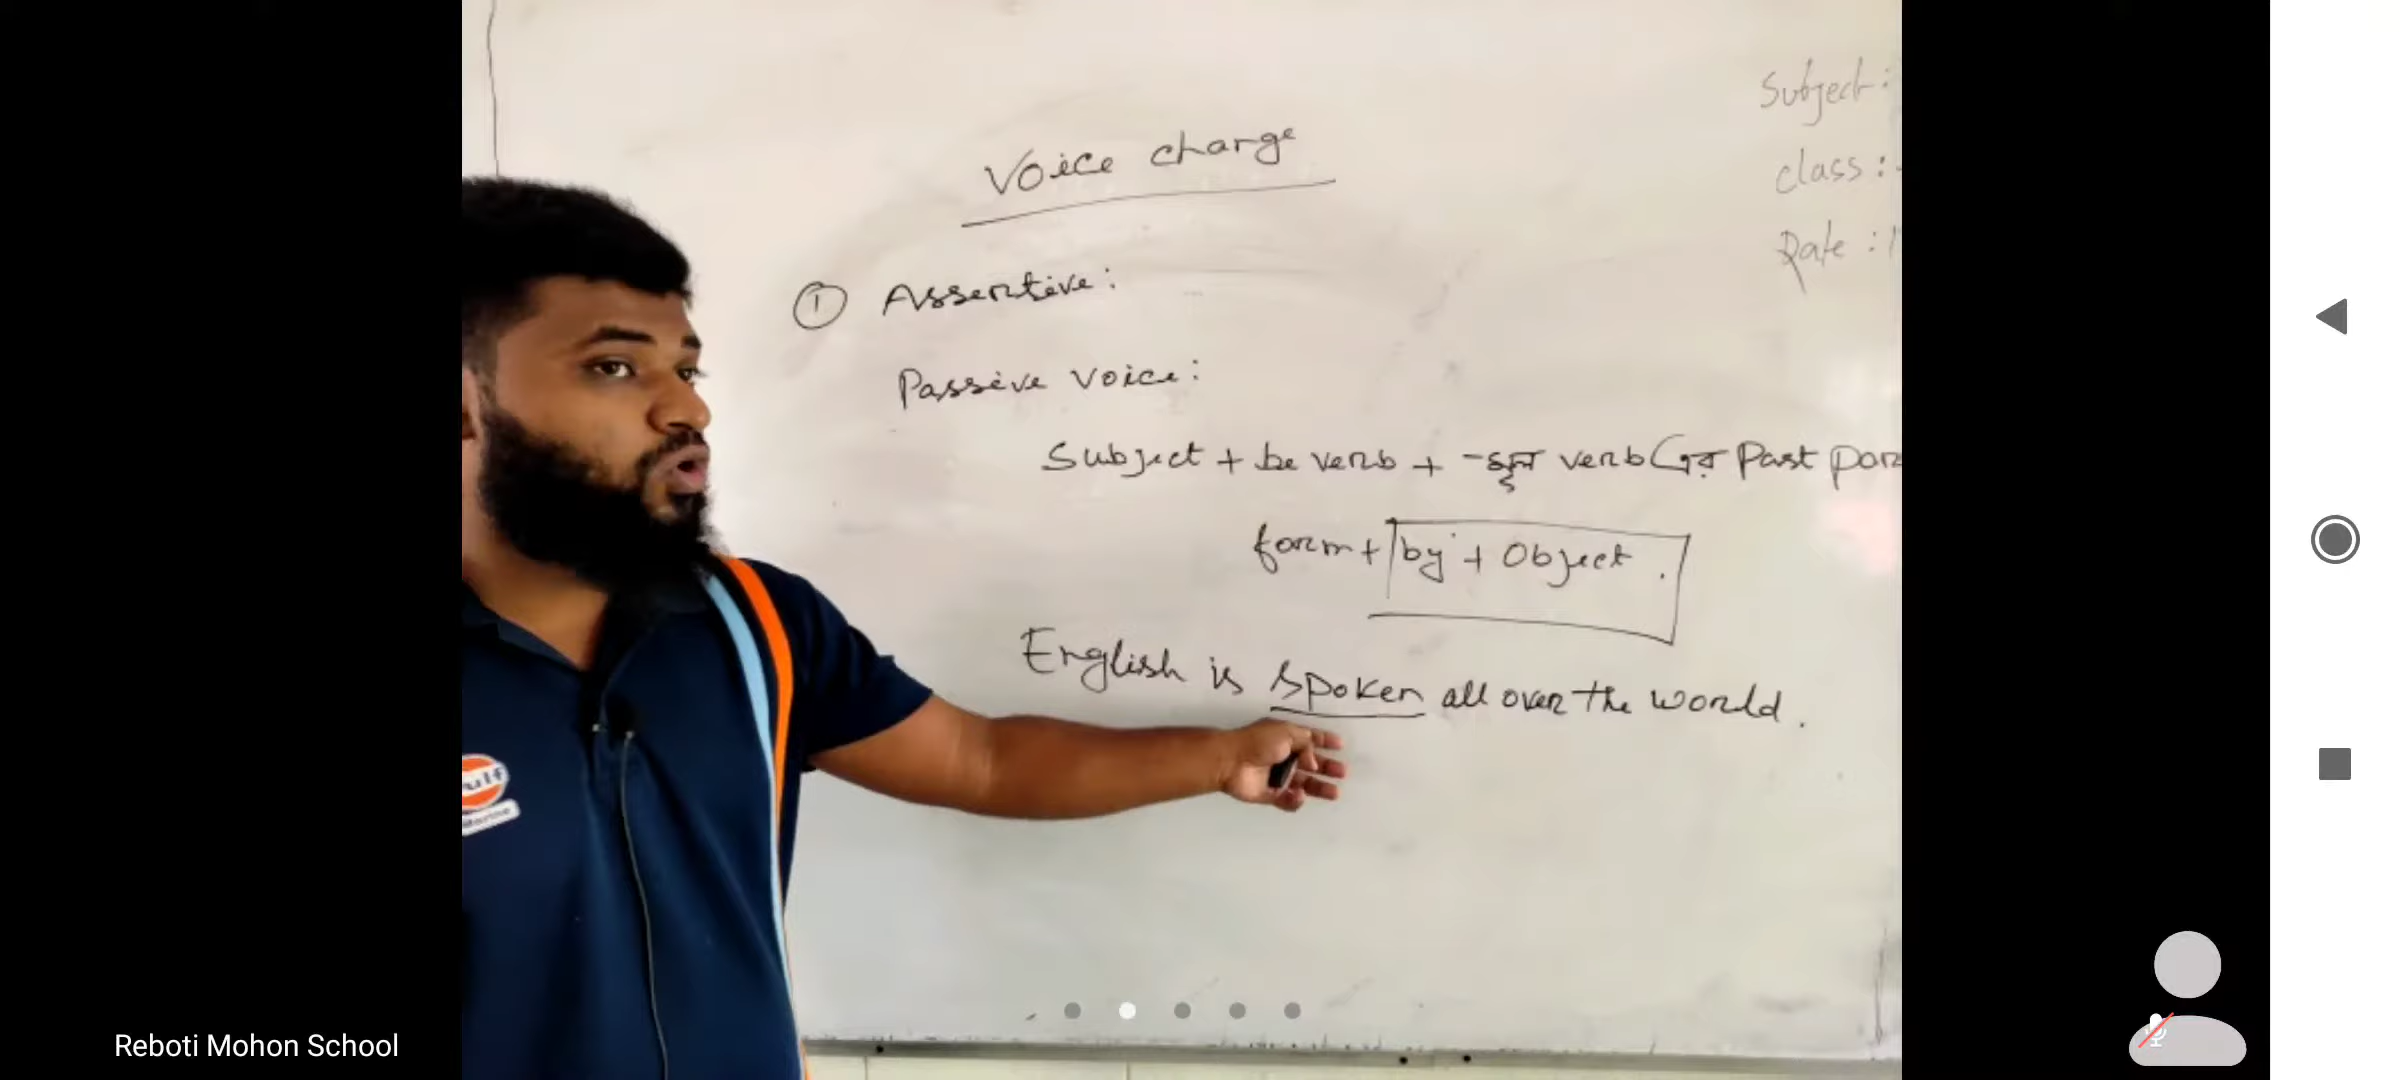 Voice change
Subject:
class:
Date:
① Assertive:
Passive voice:
Subject + be verb + মূল verb এর Past par
form + by + Object.
English is spoken all over the world.
Reboti Mohon School